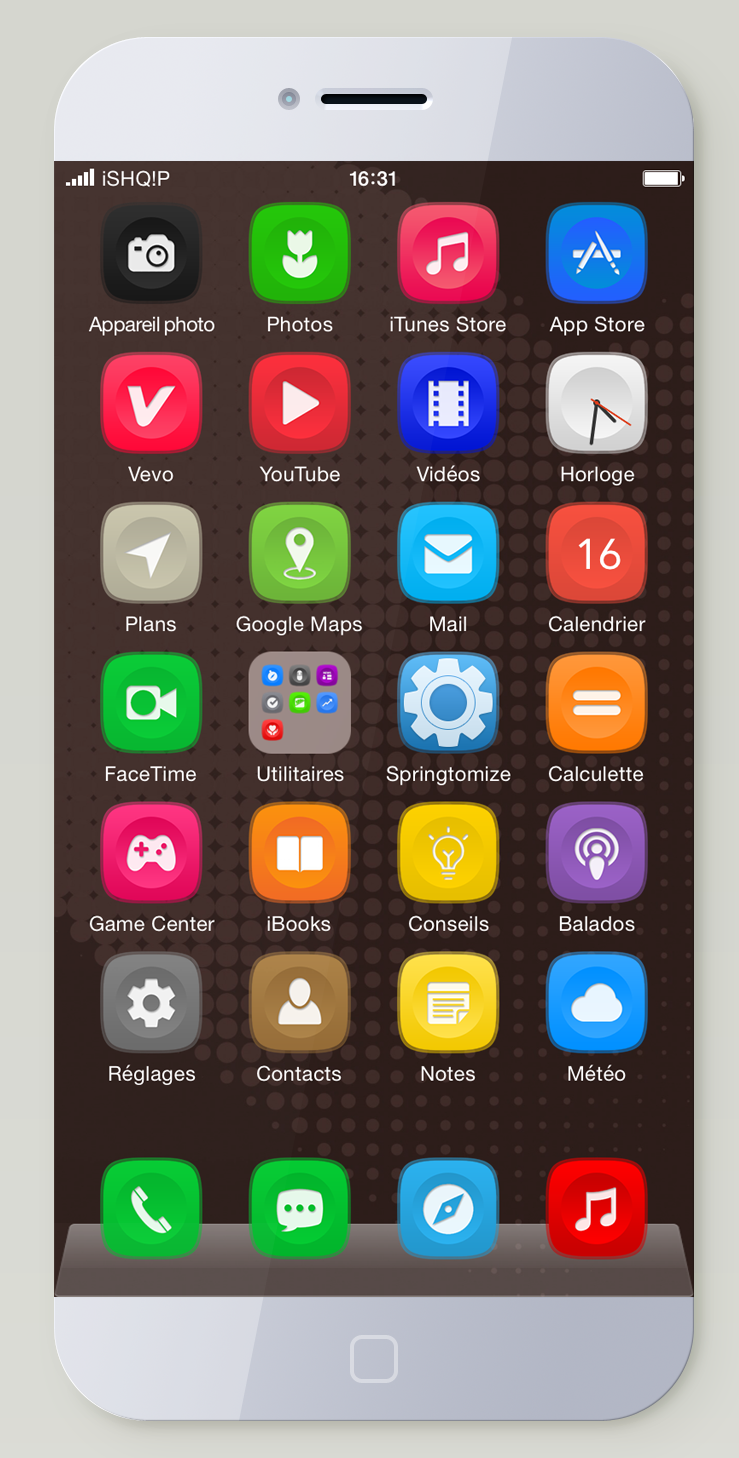 iSHQ!P 16:31
Appareil photo Photos iTunes Store App Store
Vevo YouTube Vidéos Horloge
16
Plans Google Maps Mail Calendrier
FaceTime Utilitaires Springtomize Calculette
Game Center iBooks Conseils Balados
Réglages Contacts Notes Météo